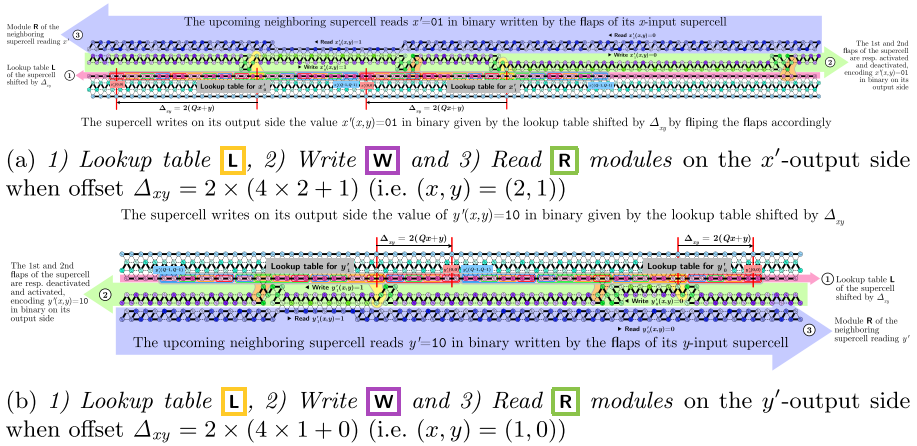 The upcoming neighboring supercell reads x′=01 in binary written by the flaps of its x-input supercell
Module R of the
neighboring
supercell reading x′
3
Read x′₁(x,y)=1
Read x′₀(x,y)=0
Write x′₁(x,y)=1
Write x′₀(x,y)=0
The 1st and 2nd
flaps of the supercell
are resp. activated
and deactivated,
encoding x′(x,y)=01
in binary on its
output side
2
Lookup table L
of the supercell
shifted by Δxy
1
Lookup table for
Lookup table for
Δxy = 2(Qx+y)
Δxy = 2(Qx+y)
The supercell writes on its output side the value x′(x,y)=01 in binary given by the lookup table shifted by Δxy by fliping the flaps accordingly
(a) 1) Lookup table L, 2) Write W and 3) Read R modules on the x′-output side
when offset Δxy = 2 × (4 × 2 + 1) (i.e. (x, y) = (2, 1))
The supercell writes on its output side the value of y′(x,y)=10 in binary given by the lookup table shifted by Δxy
Δxy = 2(Qx+y)
Δxy = 2(Qx+y)
Lookup table for
Lookup table for
1
Lookup table L
of the supercell
shifted by Δxy
The 1st and 2nd
flaps of the supercell
are resp. deactivated
and activated,
encoding y′(x,y)=10
in binary on its
output side
2
Write y′₁(x,y)=1
Write y′₀(x,y)=0
Read y′₁(x,y)=1
Read y′₀(x,y)=0
3
Module R of the
neighboring
supercell reading y′
The upcoming neighboring supercell reads y′=10 in binary written by the flaps of its y-input supercell
(b) 1) Lookup table L, 2) Write W and 3) Read R modules on the y′-output side
when offset Δxy = 2 × (4 × 1 + 0) (i.e. (x, y) = (1, 0))